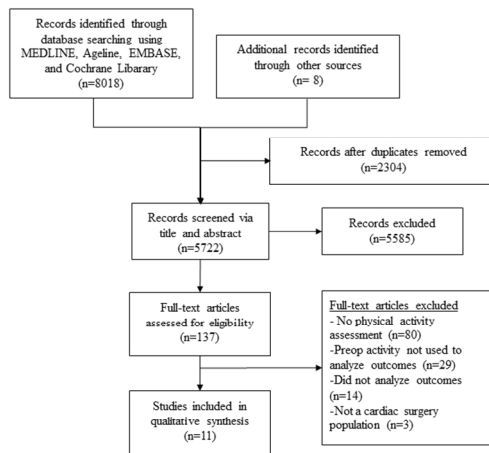 Records identified through
database searching using
MEDLINE, Ageline, EMBASE,
and Cochrane Libarary
(n=8018)
Additional records identified
through other sources
(n= 8)
Records after duplicates removed
(n=2304)
Records screened via
title and abstract
(n=5722)
Records excluded
(n=5585)
Full-text articles
assessed for eligibility
(n=137)
Full-text articles excluded
- No physical activity
assessment (n=80)
-Preop activity not used to
analyze outcomes (n=29)
-Did not analyze outcomes
(n=14)
-Not a cardiac surgery
population (n=3)
Studies included in
qualitative synthesis
(n=11)